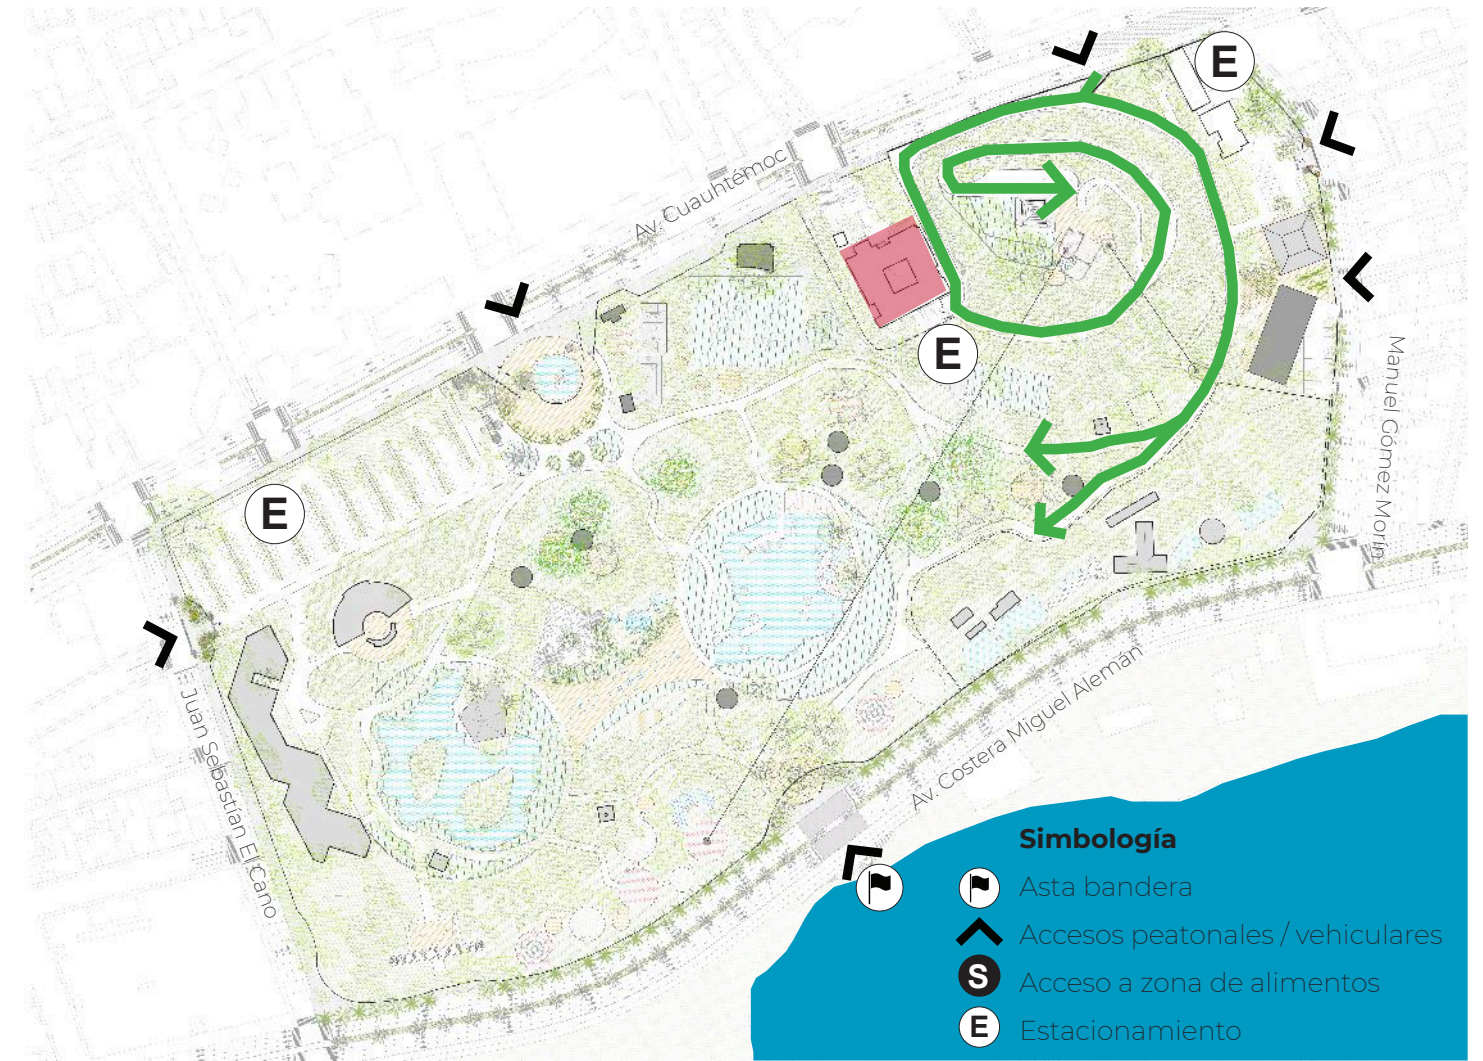 E
Av. Cuauhtémoc
E
Manuel Gómez Morín
E
Juan Sebastían El Cano
Av. Costera Miguel Alemán
Simbología
Asta bandera
Accesos peatonales / vehiculares
S Acceso a zona de alimentos
E Estacionamiento